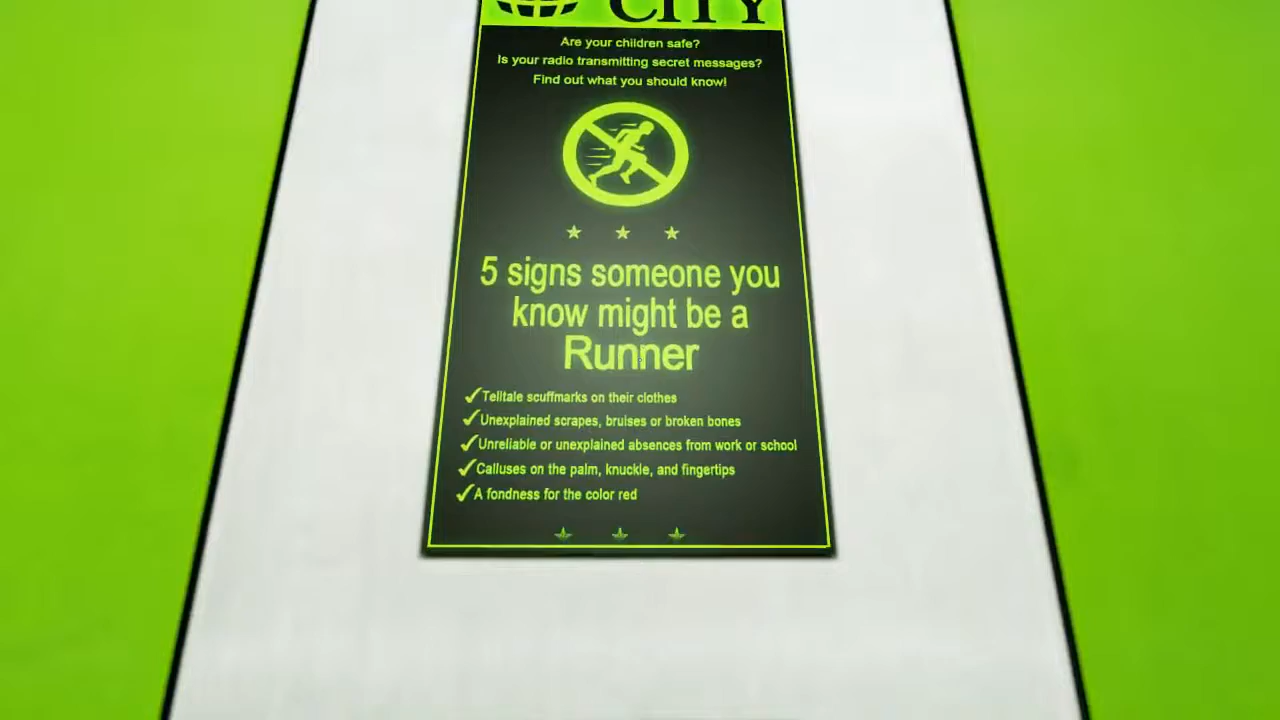 CITY
Are your children safe?
Is your radio transmitting secret messages?
Find out what you should know!
5 signs someone you
know might be a
Runner
Telltale scuffmarks on their clothes
Unexplained scrapes, bruises or broken bones
Unreliable or unexplained absences from work or school
Calluses on the palm, knuckle, and fingertips
A fondness for the color red